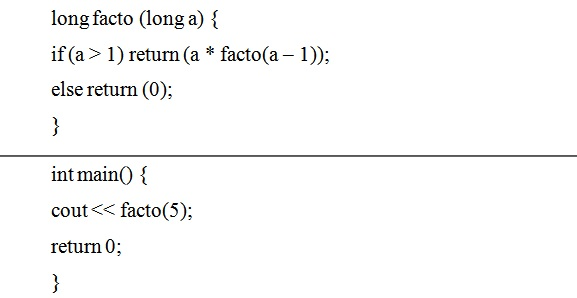 long facto (long a) {
if (a > 1) return (a * facto(a – 1));
else return (0);
}
int main() {
cout << facto(5);
return 0;
}